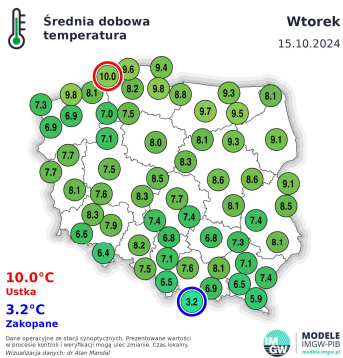 Średnia dobowa
temperatura
Wtorek
15.10.2024
10.0 9.6 9.4
7.3 9.8 8.1 8.2 9.8 8.8 9.3 8.1
6.9 6.9 7.0 7.5 9.7 9.5
7.1 8.0 8.1 9.3 9.1
7.7 8.3
7.7 7.5 8.5 8.6 8.6 9.1
8.1 7.6 8.3 7.7 8.1 8.5
8.3 7.9 7.4 7.4 7.4
6.6 8.2 6.8 6.8 7.3 8.1
6.4 7.1 7.6 8.1 7.1
7.5 6.5 6.9 6.5 7.4
3.2 5.9
10.0°C
Ustka
3.2°C
Zakopane
Dane operacyjne ze stacji synoptycznych. Prezentowane wartości
w procesie kontroli i weryfikacji mogą ulec zmianie. Czas lokalny.
Wizualizacja danych: dr Alan Mandal
IM
GW
MODELE
IMGW-PIB
modele.imgw.pl